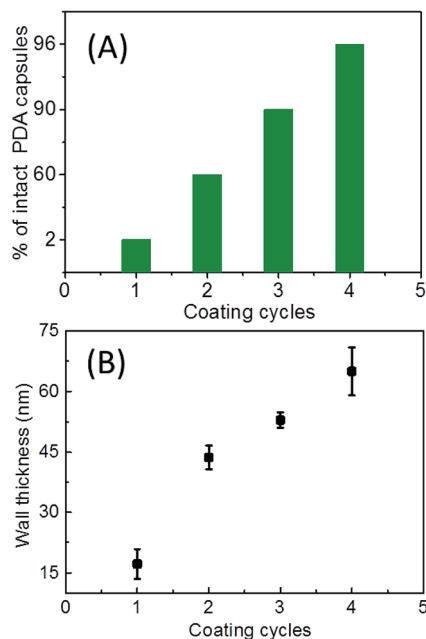 (A)
% of intact PDA capsules
96
90
60
2
0 1 2 3 4 5
Coating cycles
(B)
Wall thickness (nm)
75
60
45
30
15
0 1 2 3 4 5
Coating cycles